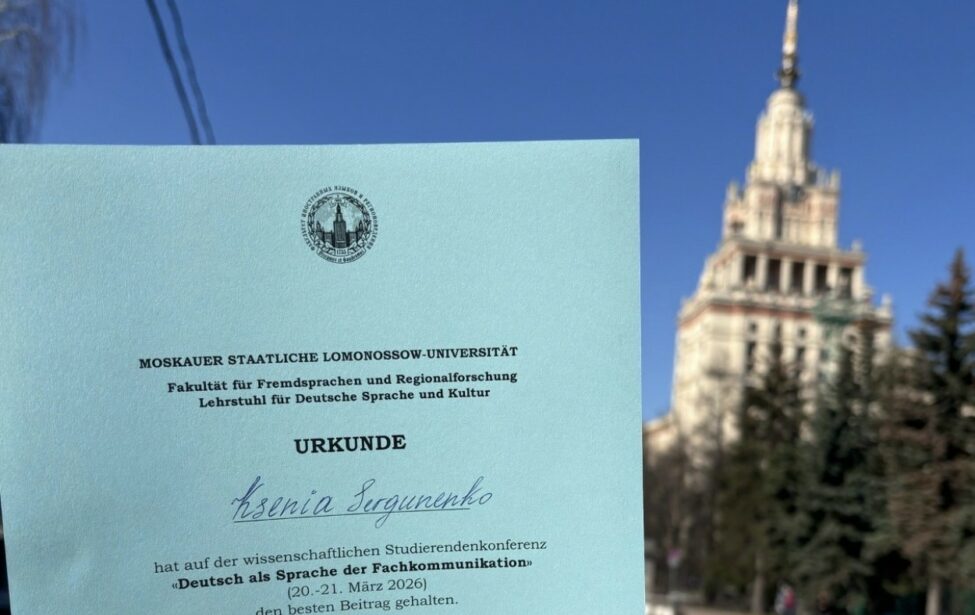 MOSKAUER STAATLICHE LOMONOSSOW-UNIVERSITÄT
Fakultät für Fremdsprachen und Regionalforschung
Lehrstuhl für Deutsche Sprache und Kultur
URKUNDE
Ksenia Sergunenko
hat auf der wissenschaftlichen Studierendenkonferenz
«Deutsch als Sprache der Fachkommunikation»
(20.-21. März 2026)
den besten Beitrag gehalten.